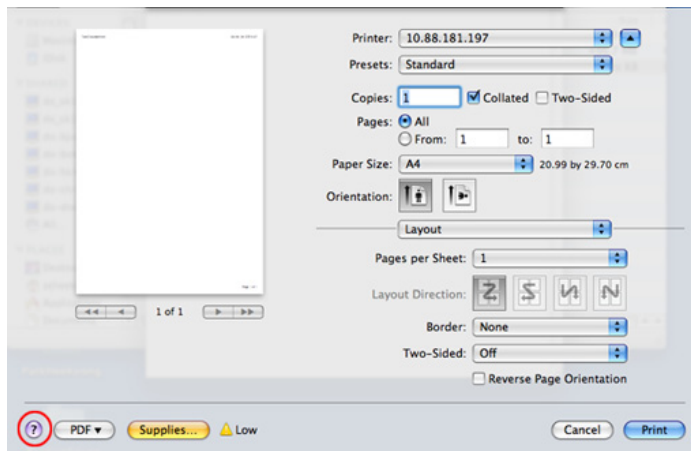 Printer: 10.88.181.197
Presets: Standard
Copies: 1 Collated Two-Sided
Pages: All
From: 1 to: 1
Paper Size: A4 20.99 by 29.70 cm
Orientation:
Layout
Pages per Sheet: 1
1 of 1
Layout Direction:
Border: None
Two-Sided: Off
Reverse Page Orientation
? PDF Supplies... Low Cancel Print